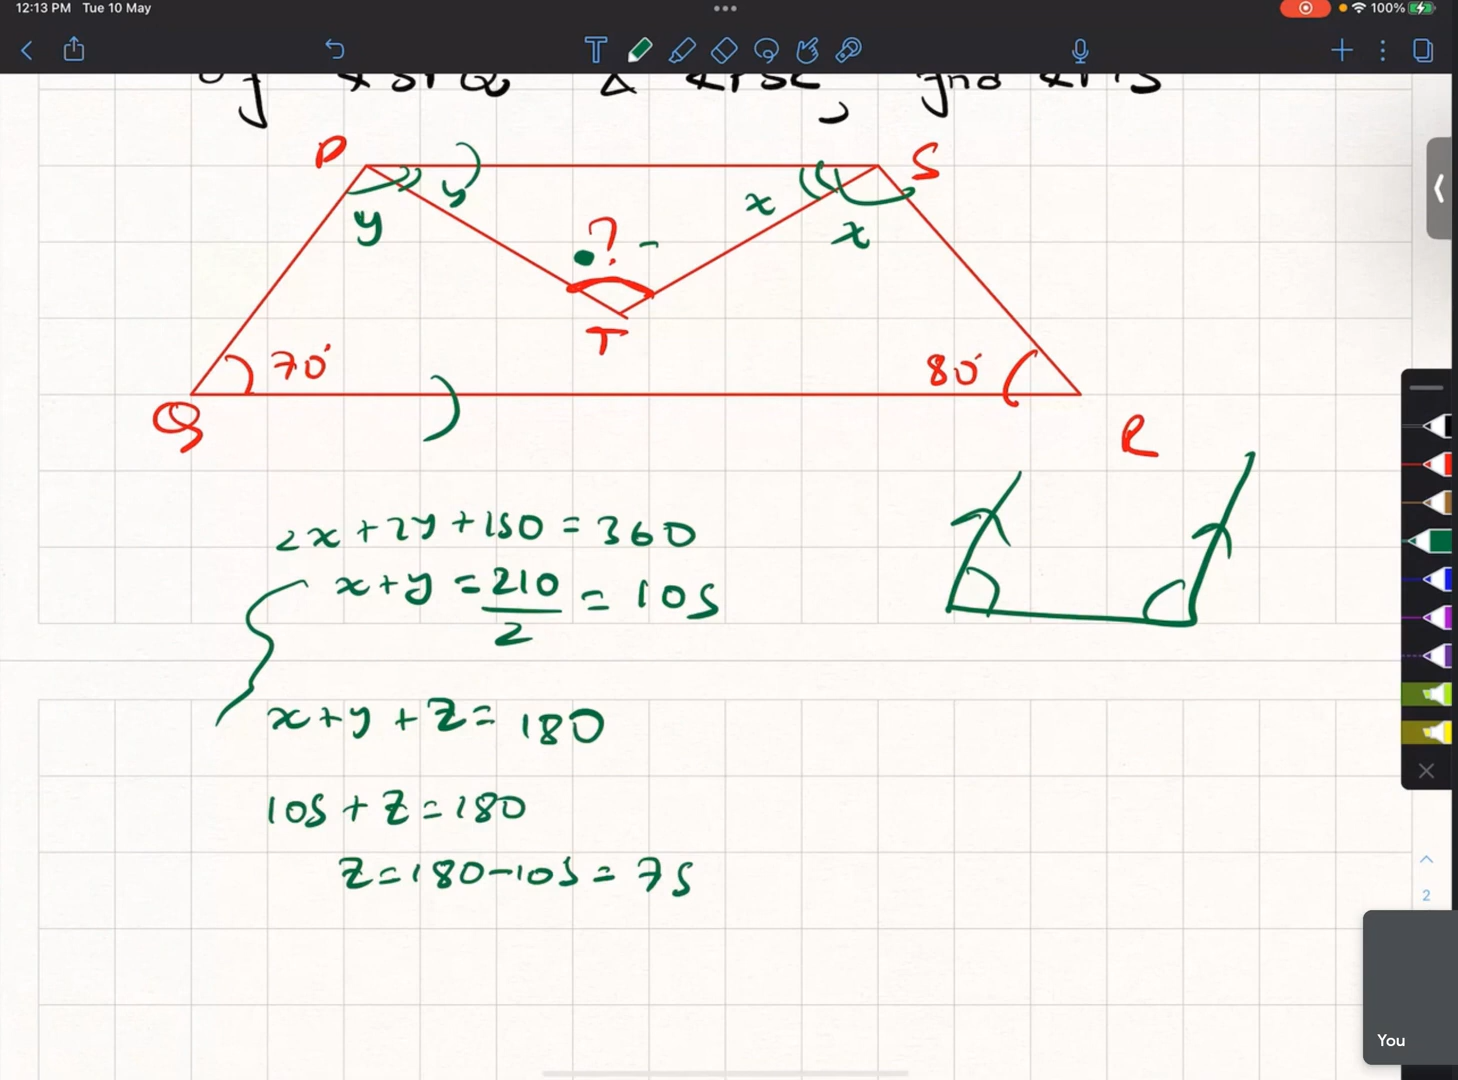 12:13 PM Tue 10 May
100%
T
P
S
y
y
x
x
?
T
70°
80°
Q
R
2x + 2y + 150 = 360
x + y = 210/2 = 105
x + y + z = 180
105 + z = 180
z = 180 - 105 = 75
2
You